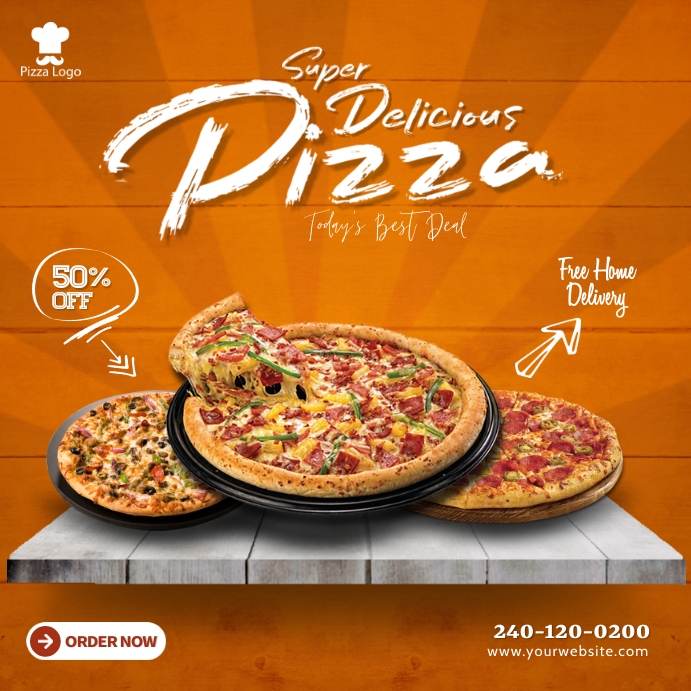 Pizza Logo
Super
Delicious
Pizza
Today's Best Deal
50%
OFF
Free Home
Delivery
ORDER NOW
240-120-0200
www.yourwebsite.com